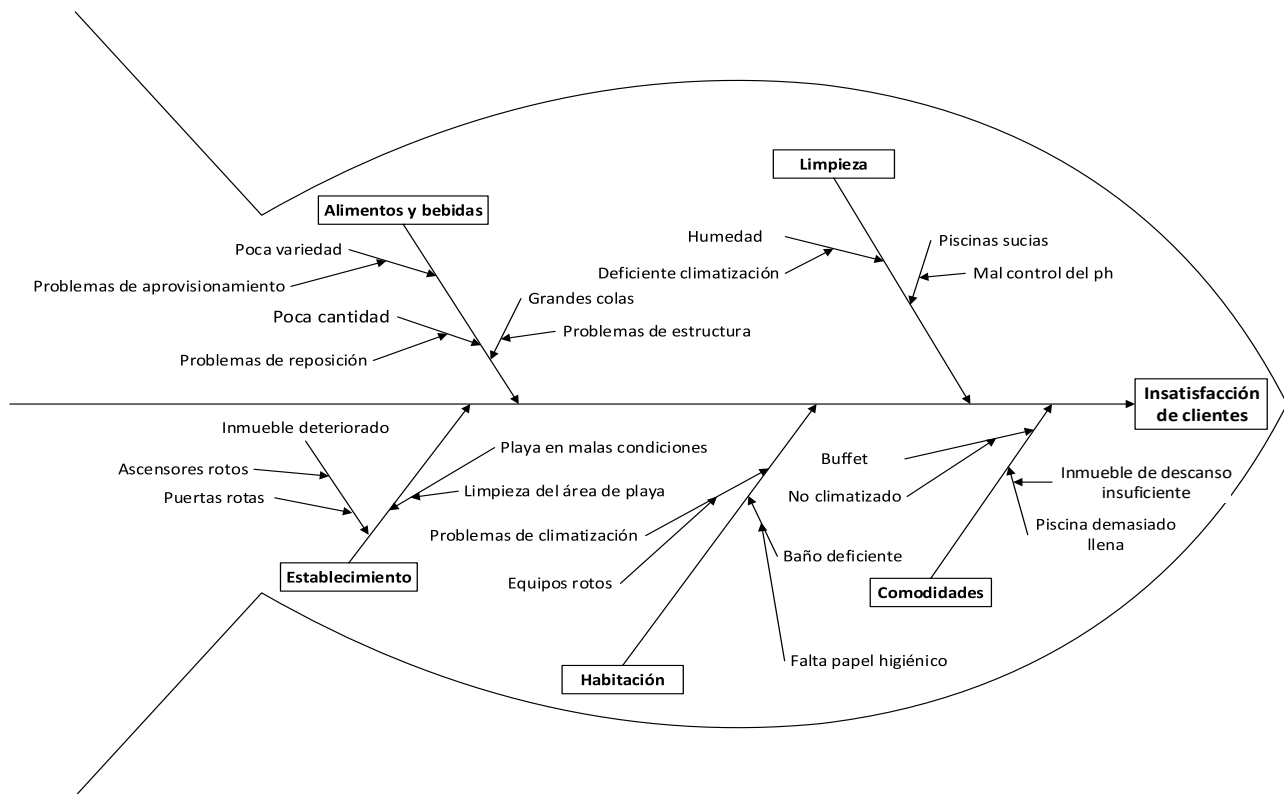 Limpieza
Alimentos y bebidas
Humedad
Piscinas sucias
Poca variedad
Deficiente climatización
Mal control del ph
Problemas de aprovisionamiento
Grandes colas
Poca cantidad
Problemas de estructura
Problemas de reposición
Insatisfacción
de clientes
Inmueble deteriorado
Playa en malas condiciones
Ascensores rotos
Puertas rotas
Limpieza del área de playa
Buffet
No climatizado
Inmueble de descanso
insuficiente
Piscina demasiado
llena
Problemas de climatización
Baño deficiente
Equipos rotos
Establecimiento
Comodidades
Falta papel higiénico
Habitación